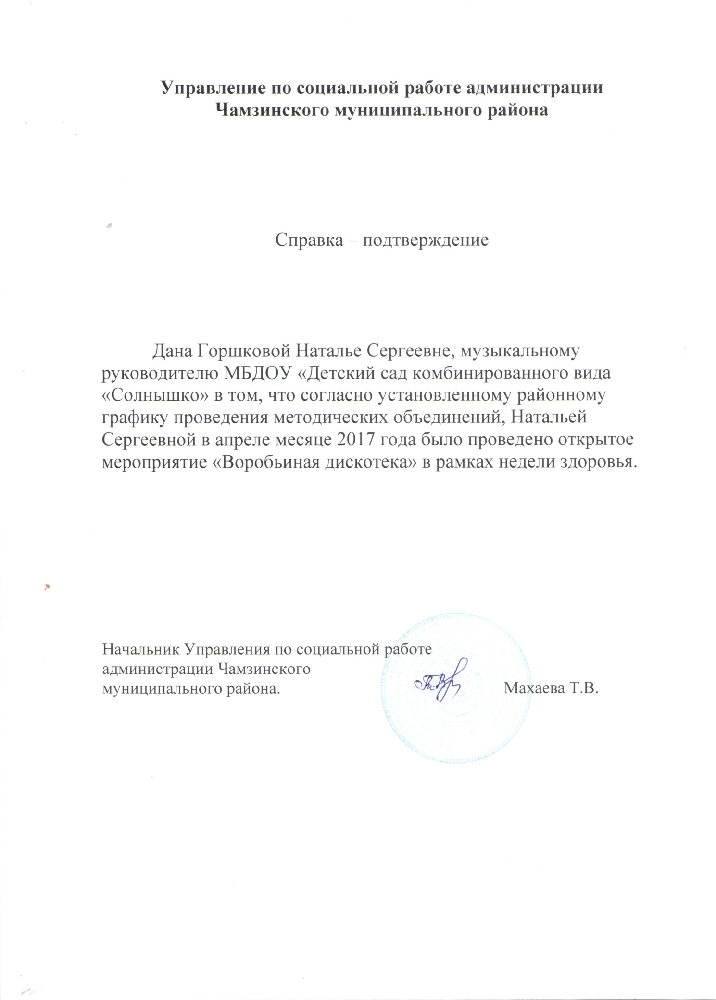 Управление по социальной работе администрации
Чамзинского муниципального района
Справка – подтверждение
Дана Горшковой Наталье Сергеевне, музыкальному
руководителю МБДОУ «Детский сад комбинированного вида
«Солнышко» в том, что согласно установленному районному
графику проведения методических объединений, Натальей
Сергеевной в апреле месяце 2017 года было проведено открытое
мероприятие «Воробьиная дискотека» в рамках недели здоровья.
Начальник Управления по социальной работе
администрации Чамзинского
муниципального района. Махаева Т.В.